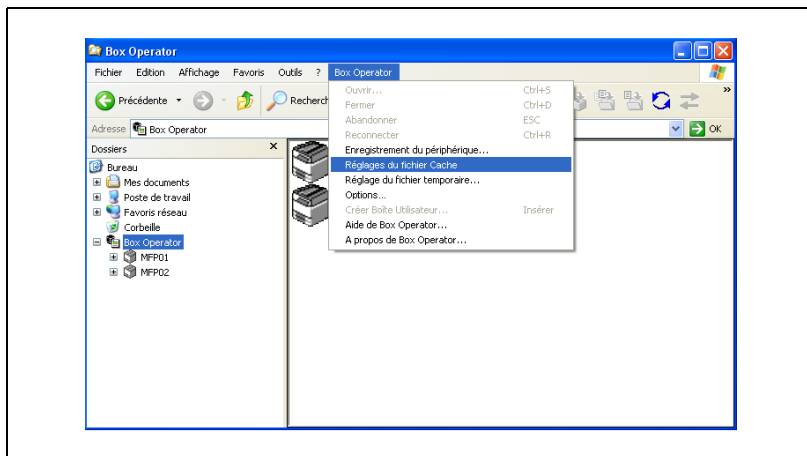 Box Operator
Fichier Edition Affichage Favoris Outils ? Box Operator
Précédente Recherch
Adresse Box Operator OK
Dossiers
Bureau
Mes documents
Poste de travail
Favoris réseau
Corbeille
Box Operator
MFP01
MFP02
Ouvrir... Ctrl+S
Fermer Ctrl+D
Abandonner ESC
Reconnecter Ctrl+R
Enregistrement du périphérique...
Réglages du fichier Cache
Réglage du fichier temporaire...
Options...
Créer Boîte Utilisateur... Insérer
Aide de Box Operator...
A propos de Box Operator...